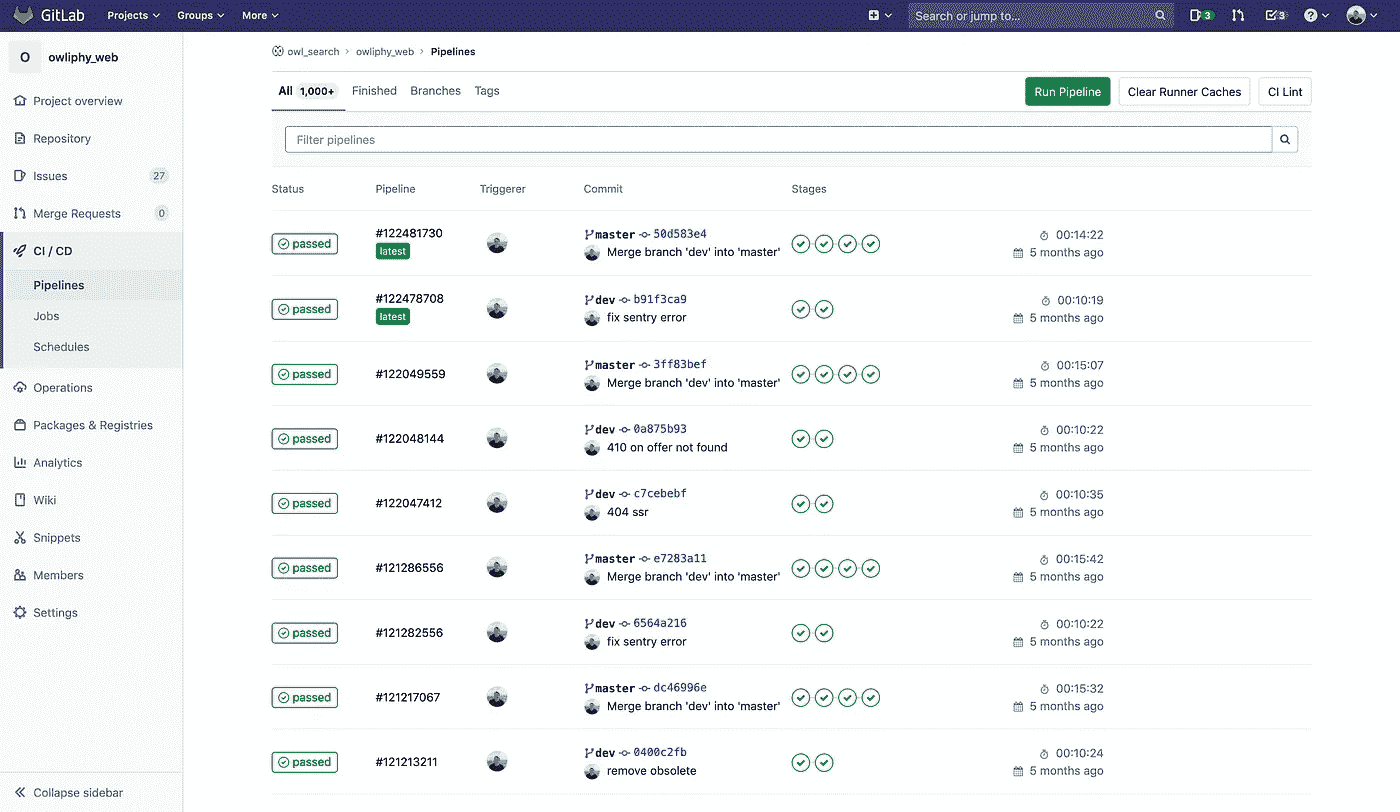 GitLab Projects Groups More Search or jump to... 3 3
O owliphy_web
Project overview
Repository
Issues 27
Merge Requests 0
CI / CD
Pipelines
Jobs
Schedules
Operations
Packages & Registries
Analytics
Wiki
Snippets
Members
Settings
Collapse sidebar
owl_search > owliphy_web > Pipelines
All 1,000+ Finished Branches Tags Run Pipeline Clear Runner Caches CI Lint
Filter pipelines
Status Pipeline Triggerer Commit Stages
passed #122481730 master 50d583e4 00:14:22
latest Merge branch 'dev' into 'master' 5 months ago
passed #122478708 dev b91f3ca9 00:10:19
latest fix sentry error 5 months ago
passed #122049559 master 3ff83bef 00:15:07
Merge branch 'dev' into 'master' 5 months ago
passed #122048144 dev 0a875b93 00:10:22
410 on offer not found 5 months ago
passed #122047412 dev c7cebebf 00:10:35
404 ssr 5 months ago
passed #121286556 master e7283a11 00:15:42
Merge branch 'dev' into 'master' 5 months ago
passed #121282556 dev 6564a216 00:10:22
fix sentry error 5 months ago
passed #121217067 master dc46996e 00:15:32
Merge branch 'dev' into 'master' 5 months ago
passed #121213211 dev 0400c2fb 00:10:24
remove obsolete 5 months ago